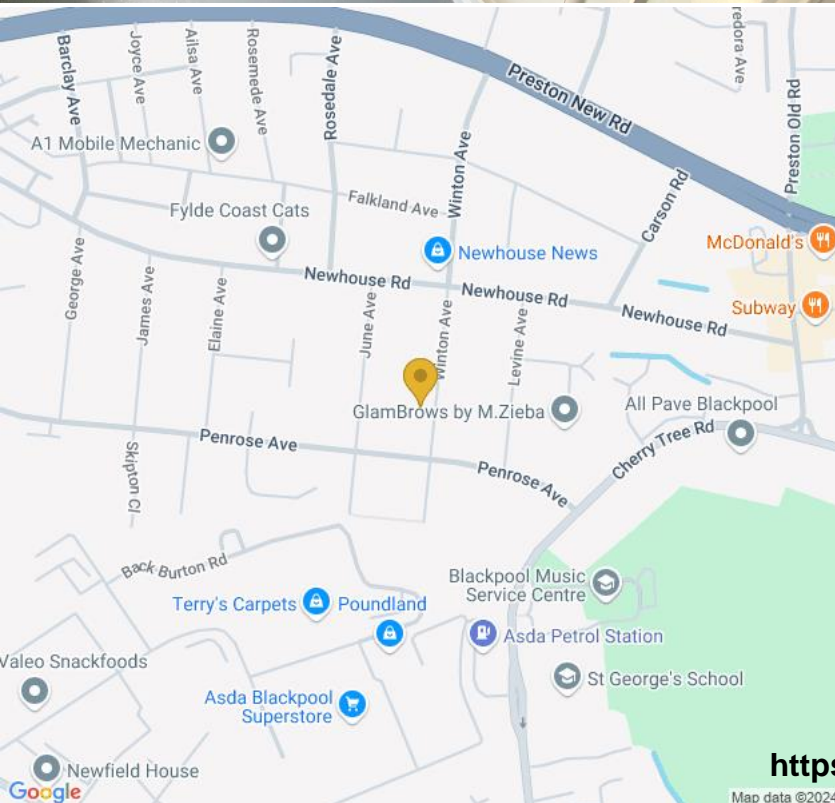 Barclay Ave
Joyce Ave
Ailsa Ave
Rosemede Ave
Rosedale Ave
Preston New Rd
Preston Old Rd
A1 Mobile Mechanic
Winton Ave
Carson Rd
Falkland Ave
Fylde Coast Cats
McDonald's
Newhouse News
George Ave
James Ave
Elaine Ave
Newhouse Rd
Newhouse Rd
Subway
Newhouse Rd
June Ave
Winton Ave
Levine Ave
GlamBrows by M.Zieba
All Pave Blackpool
Penrose Ave
Cherry Tree Rd
Skipton Cl
Penrose Ave
Back Burton Rd
Blackpool Music
Service Centre
Terry's Carpets
Poundland
Asda Petrol Station
Valeo Snackfoods
St George's School
Asda Blackpool
Superstore
Newfield House
https
Google
Map data ©2024